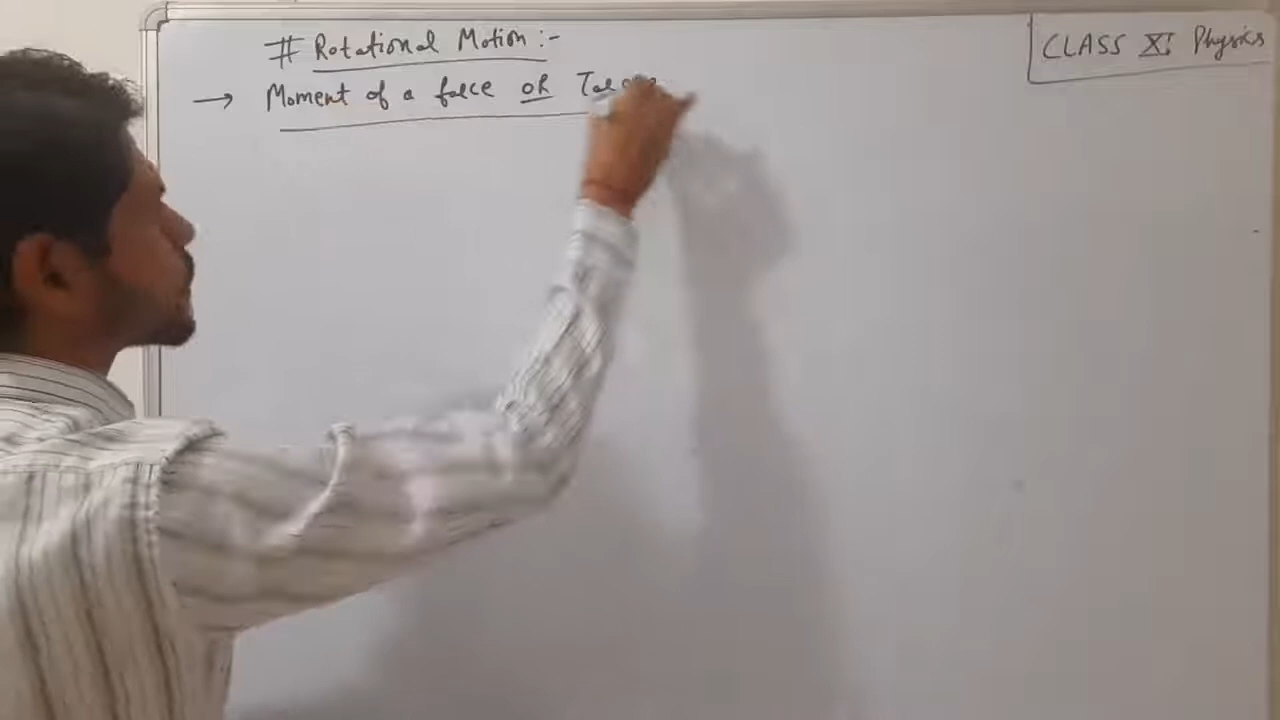 # Rotational Motion :-
CLASS XI Physics
→ Moment of a force OR